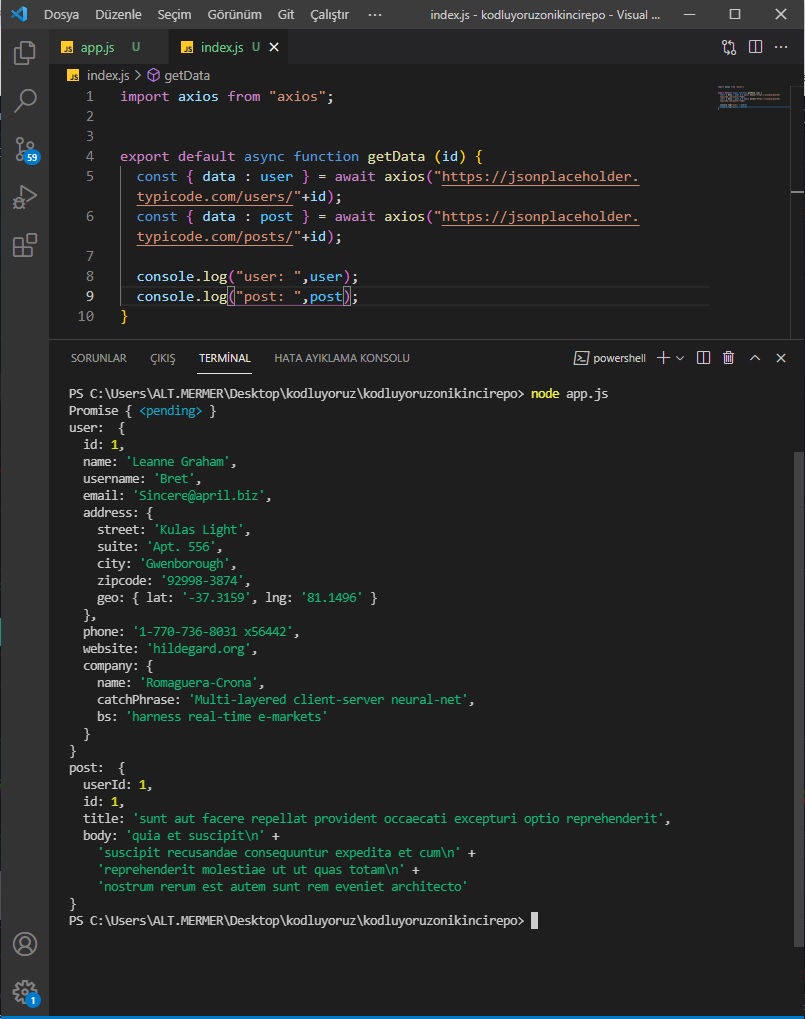 Dosya Düzenle Seçim Görünüm Git Çalıştır ··· index.js - kodluyoruzonikincirepo - Visual ...
JS app.js U JS index.js U
JS index.js > getData
1 import axios from "axios";
2
3
4 export default async function getData (id) {
5 const { data : user } = await axios("https://jsonplaceholder.
typicode.com/users/"+id);
6 const { data : post } = await axios("https://jsonplaceholder.
typicode.com/posts/"+id);
7
8 console.log("user: ",user);
9 console.log("post: ",post);
10 }
59
SORUNLAR ÇIKIŞ TERMİNAL HATA AYIKLAMA KONSOLU powershell
PS C:\Users\ALT.MERMER\Desktop\kodluyoruz\kodluyoruzonikincirepo> node app.js
Promise { <pending> }
user:  {
id: 1,
name: 'Leanne Graham',
username: 'Bret',
email: 'Sincere@april.biz',
address: {
street: 'Kulas Light',
suite: 'Apt. 556',
city: 'Gwenborough',
zipcode: '92998-3874',
geo: { lat: '-37.3159', lng: '81.1496' }
},
phone: '1-770-736-8031 x56442',
website: 'hildegard.org',
company: {
name: 'Romaguera-Crona',
catchPhrase: 'Multi-layered client-server neural-net',
bs: 'harness real-time e-markets'
}
}
post:  {
userId: 1,
id: 1,
title: 'sunt aut facere repellat provident occaecati excepturi optio reprehenderit',
body: 'quia et suscipit\n' +
'suscipit recusandae consequuntur expedita et cum\n' +
'reprehenderit molestiae ut ut quas totam\n' +
'nostrum rerum est autem sunt rem eveniet architecto'
}
PS C:\Users\ALT.MERMER\Desktop\kodluyoruz\kodluyoruzonikincirepo>
1